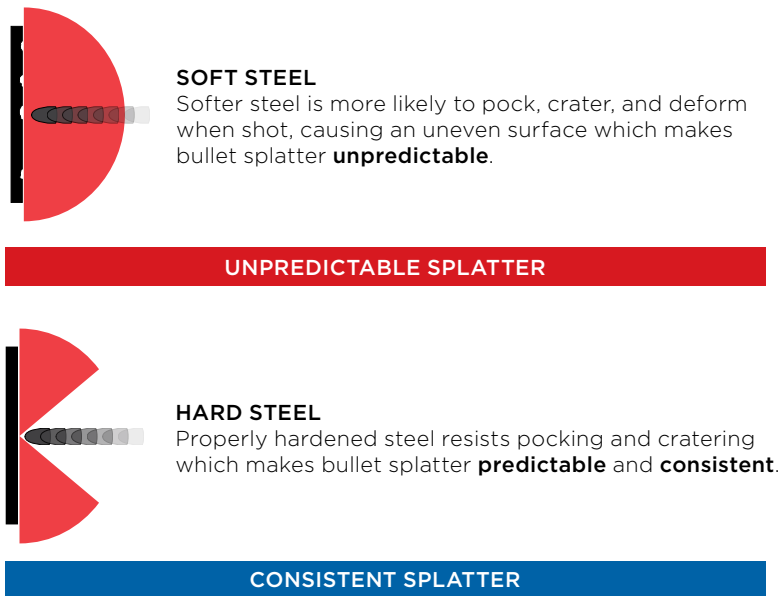 SOFT STEEL
Softer steel is more likely to pock, crater, and deform
when shot, causing an uneven surface which makes
bullet splatter unpredictable.
UNPREDICTABLE SPLATTER
HARD STEEL
Properly hardened steel resists pocking and cratering
which makes bullet splatter predictable and consistent.
CONSISTENT SPLATTER